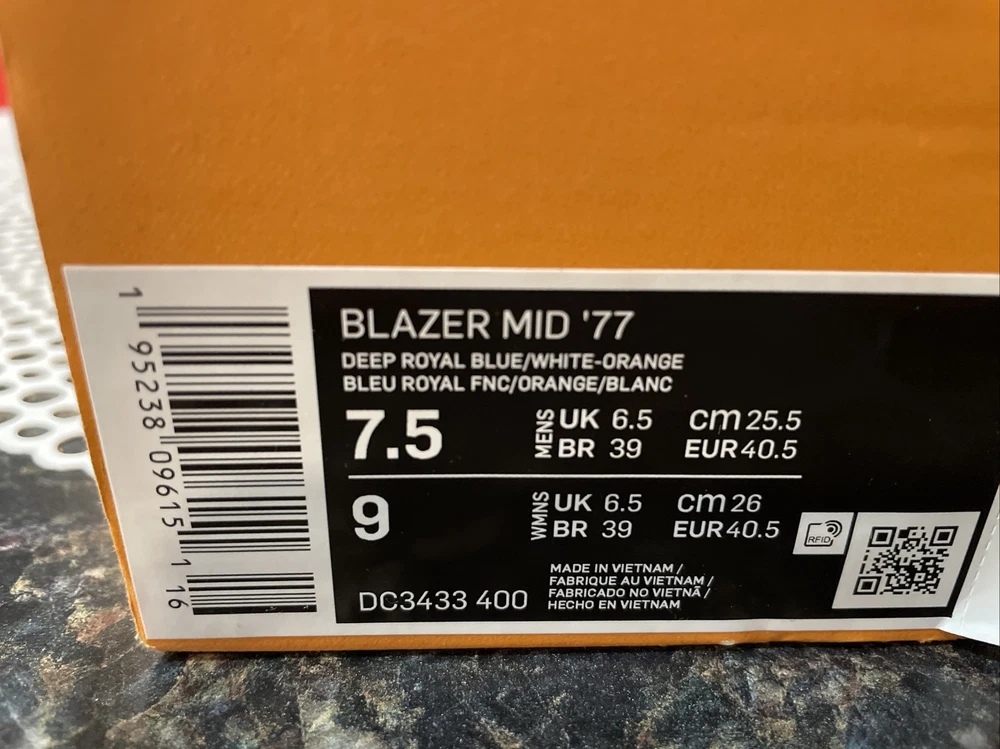 1 95238 09615 1 16
BLAZER MID '77
DEEP ROYAL BLUE/WHITE-ORANGE
BLEU ROYAL FNC/ORANGE/BLANC
7.5 MENS UK 6.5 cm 25.5
BR 39 EUR 40.5
9 WMNS UK 6.5 cm 26
BR 39 EUR 40.5
RFID
DC3433 400
MADE IN VIETNAM /
FABRIQUE AU VIETNAM /
FABRICADO NO VIETNÃ /
HECHO EN VIETNAM